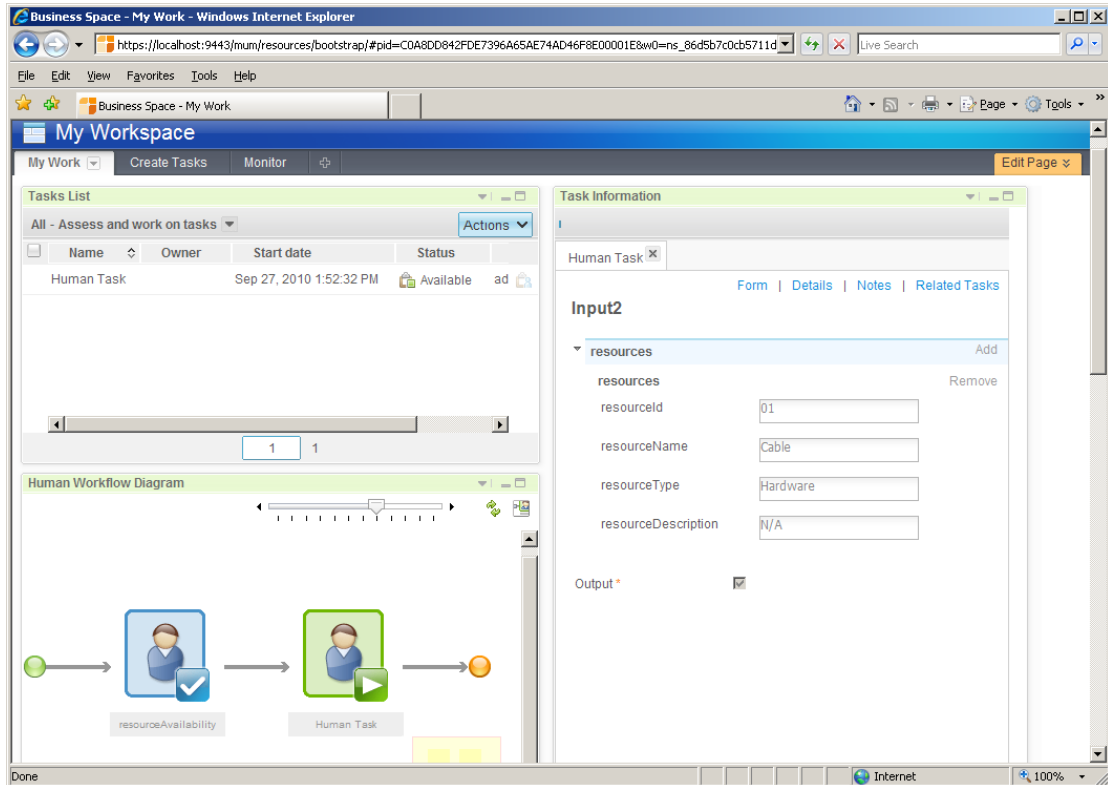 Business Space - My Work - Windows Internet Explorer
https://localhost:9443/mum/resources/bootstrap/#pid=C0A8DD842FDE7396A65AE74AD46F8E00001E&w0=ns_86d5b7c0cb5711d
Live Search
File Edit View Favorites Tools Help
Business Space - My Work
Page Tools »
My Workspace
My Work Create Tasks Monitor
Edit Page
Tasks List
All - Assess and work on tasks
Actions
Name Owner Start date Status
Human Task Sep 27, 2010 1:52:32 PM Available ad
1 1
Human Workflow Diagram
resourceAvailability
Human Task
Task Information
Human Task
Form | Details | Notes | Related Tasks
Input2
resources Add
resources Remove
resourceId 01
resourceName Cable
resourceType Hardware
resourceDescription N/A
Output *
Done
Internet
100%